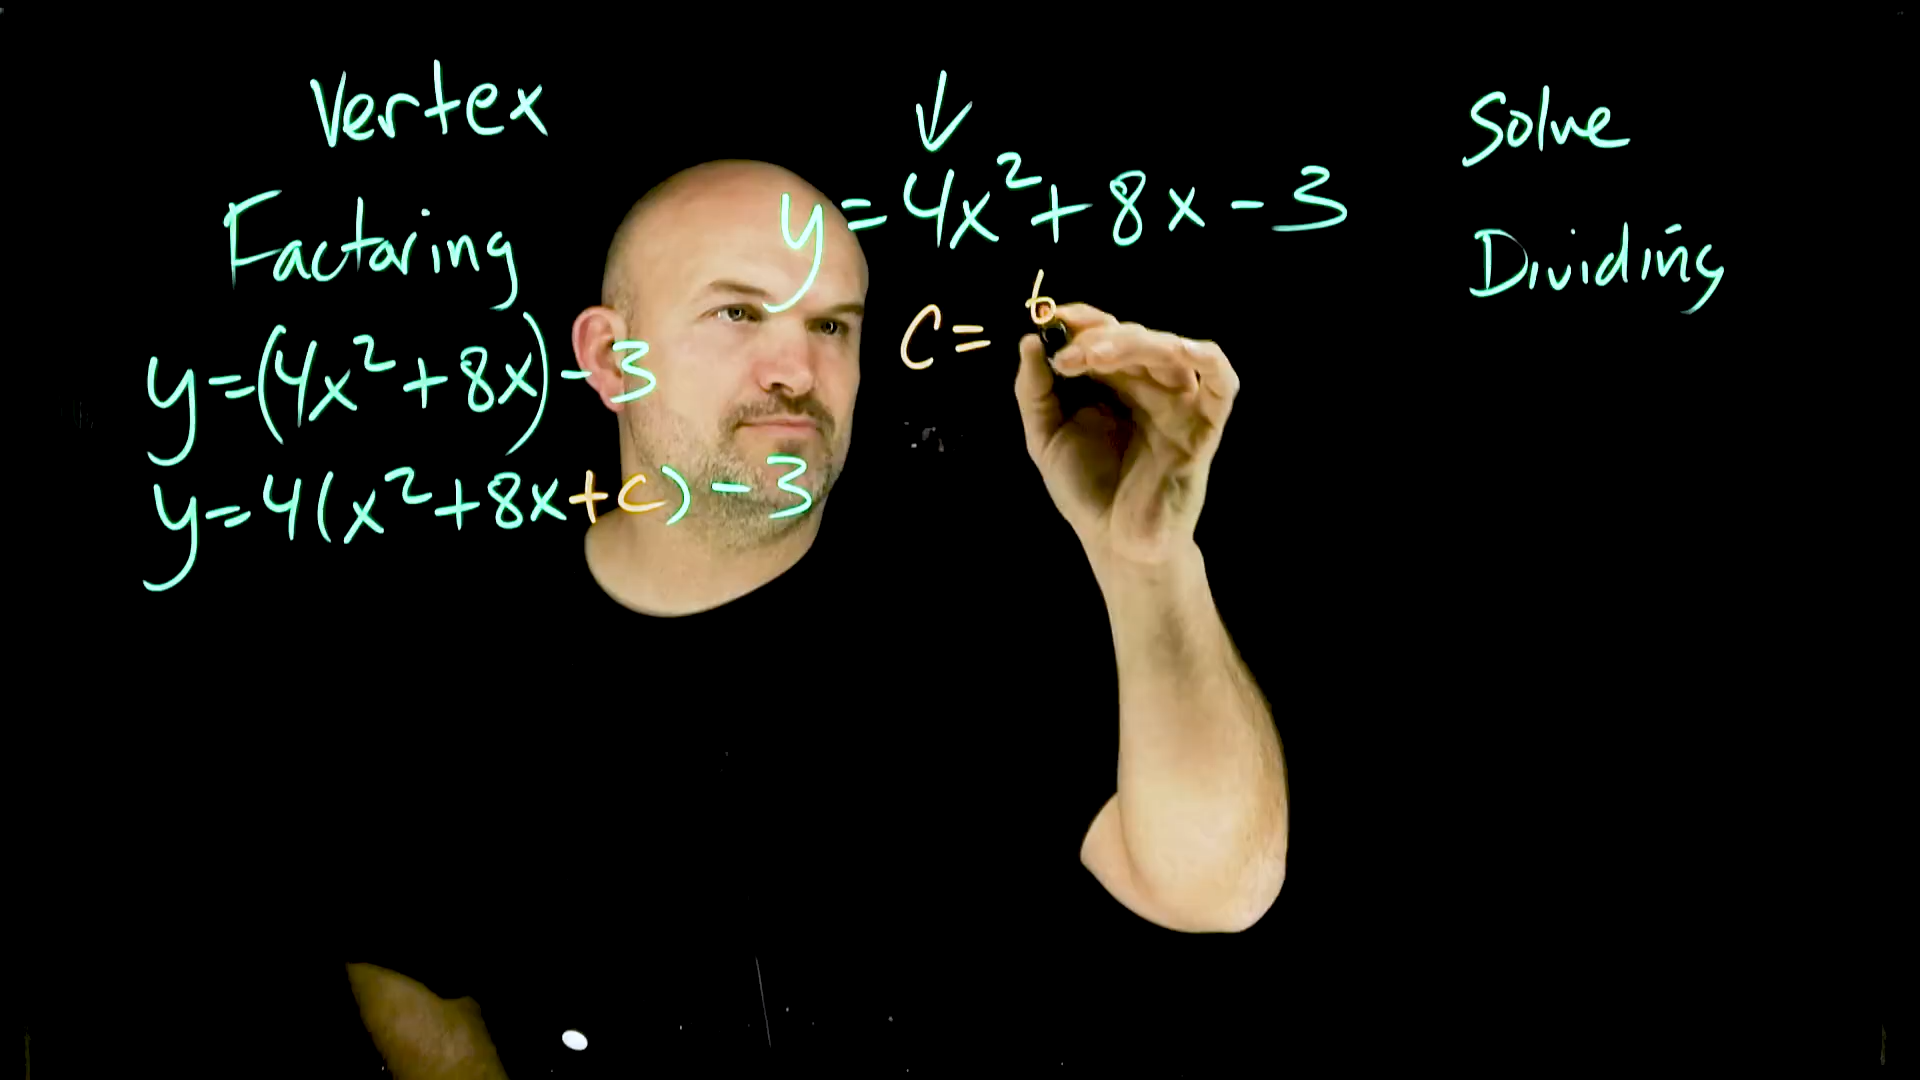 Vertex
Factoring
y=(4x²+8x)-3
y=4(x²+8x+c)-3
y=4x²+8x-3
c= b
Solve
Dividing